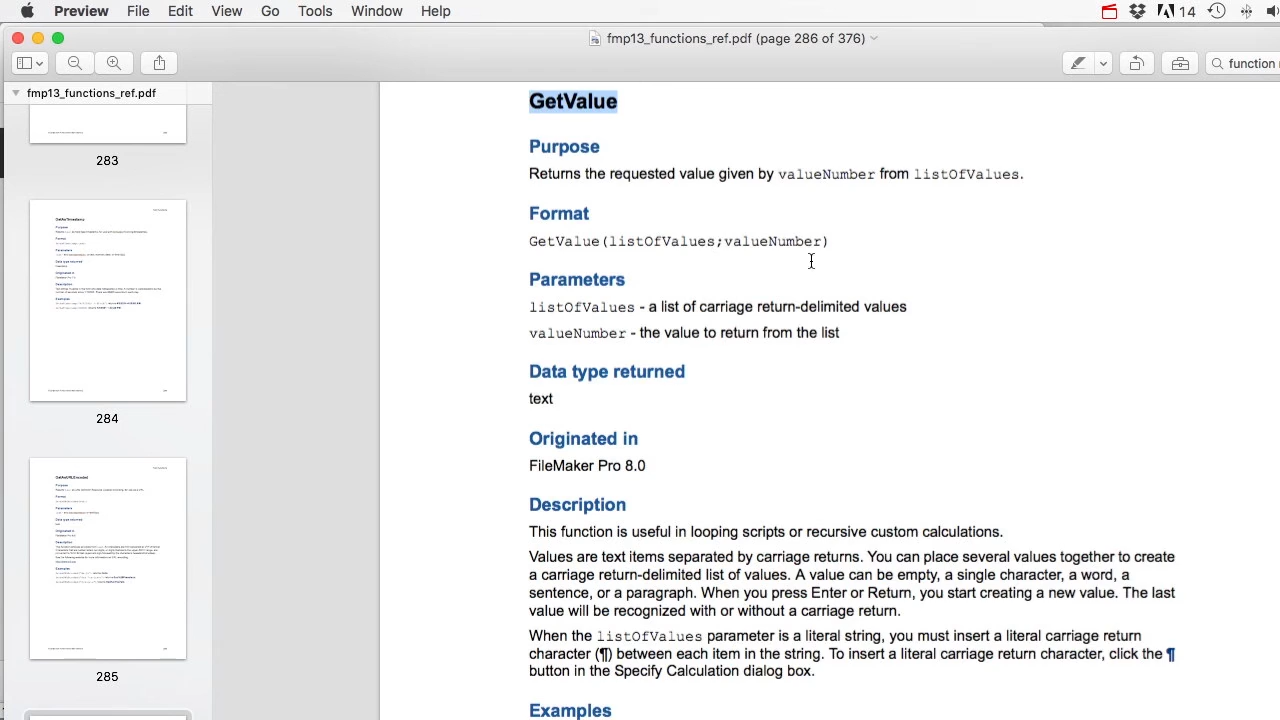 Preview File Edit View Go Tools Window Help 14
fmp13_functions_ref.pdf (page 286 of 376)
function
fmp13_functions_ref.pdf
283
284
285
GetValue
Purpose
Returns the requested value given by valueNumber from listOfValues.
Format
GetValue(listOfValues;valueNumber)
Parameters
listOfValues - a list of carriage return-delimited values
valueNumber - the value to return from the list
Data type returned
text
Originated in
FileMaker Pro 8.0
Description
This function is useful in looping scripts or recursive custom calculations.
Values are text items separated by carriage returns. You can place several values together to create
a carriage return-delimited list of values. A value can be empty, a single character, a word, a
sentence, or a paragraph. When you press Enter or Return, you start creating a new value. The last
value will be recognized with or without a carriage return.
When the listOfValues parameter is a literal string, you must insert a literal carriage return
character (¶) between each item in the string. To insert a literal carriage return character, click the ¶
button in the Specify Calculation dialog box.
Examples